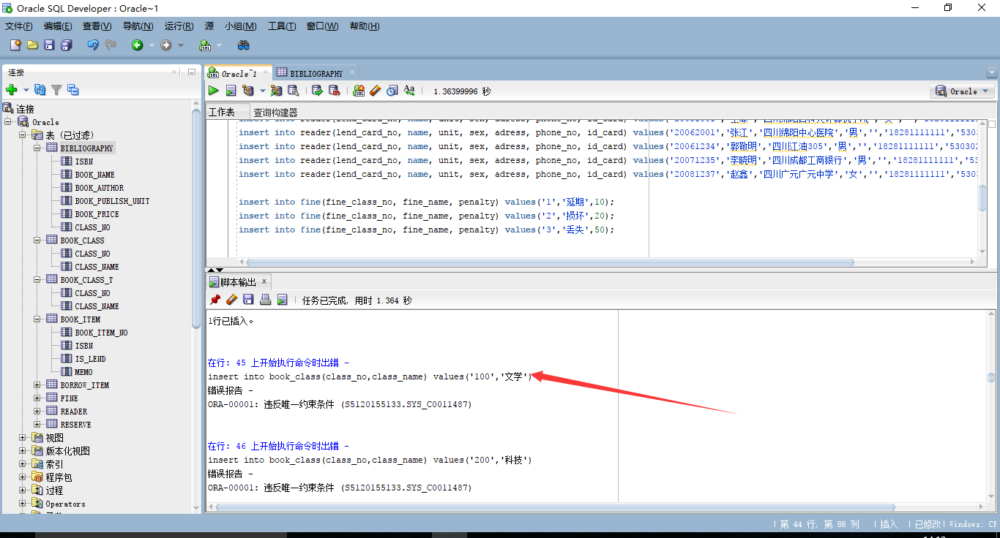 Oracle SQL Developer : Oracle~1
文件(F) 编辑(E) 查看(V) 导航(N) 运行(R) 源 小组(M) 工具(T) 窗口(W) 帮助(H)
连接
Oracle~1
BIBLIOGRAPHY
1.36399996 秒
Oracle
工作表 查询构建器
连接
Oracle
表 (已过滤)
BIBLIOGRAPHY
ISBN
BOOK_NAME
BOOK_AUTHOR
BOOK_PUBLISH_UNIT
BOOK_PRICE
CLASS_NO
BOOK_CLASS
CLASS_NO
CLASS_NAME
BOOK_CLASS_T
CLASS_NO
CLASS_NAME
BOOK_ITEM
BOOK_ITEM_NO
ISBN
IS_LEND
MEMO
BORROW_ITEM
FINE
READER
RESERVE
视图
版本化视图
索引
程序包
过程
Operators
insert into reader(lend_card_no, name, unit, sex, adress, phone_no, id_card) values('20062001','张江','四川绵阳中心医院','男','','18281111111','5303
insert into reader(lend_card_no, name, unit, sex, adress, phone_no, id_card) values('20061234','郭敬明','四川江油305','男','','18281111111','530302
insert into reader(lend_card_no, name, unit, sex, adress, phone_no, id_card) values('20071235','李晓明','四川成都工商银行','男','','18281111111','53
insert into reader(lend_card_no, name, unit, sex, adress, phone_no, id_card) values('20081237','赵鑫','四川广元广元中学','女','','18281111111','5303
insert into fine(fine_class_no, fine_name, penalty) values('1','延期',10);
insert into fine(fine_class_no, fine_name, penalty) values('2','损坏',20);
insert into fine(fine_class_no, fine_name, penalty) values('3','丢失',50);
脚本输出 x
任务已完成, 用时 1.364 秒
1行已插入。
在行: 45 上开始执行命令时出错 -
insert into book_class(class_no,class_name) values('100','文学')
错误报告 -
ORA-00001: 违反唯一约束条件 (S5120155133.SYS_C0011487)
在行: 46 上开始执行命令时出错 -
insert into book_class(class_no,class_name) values('200','科技')
错误报告 -
ORA-00001: 违反唯一约束条件 (S5120155133.SYS_C0011487)
第 44 行, 第 86 列 插入 已修改 Windows: CF